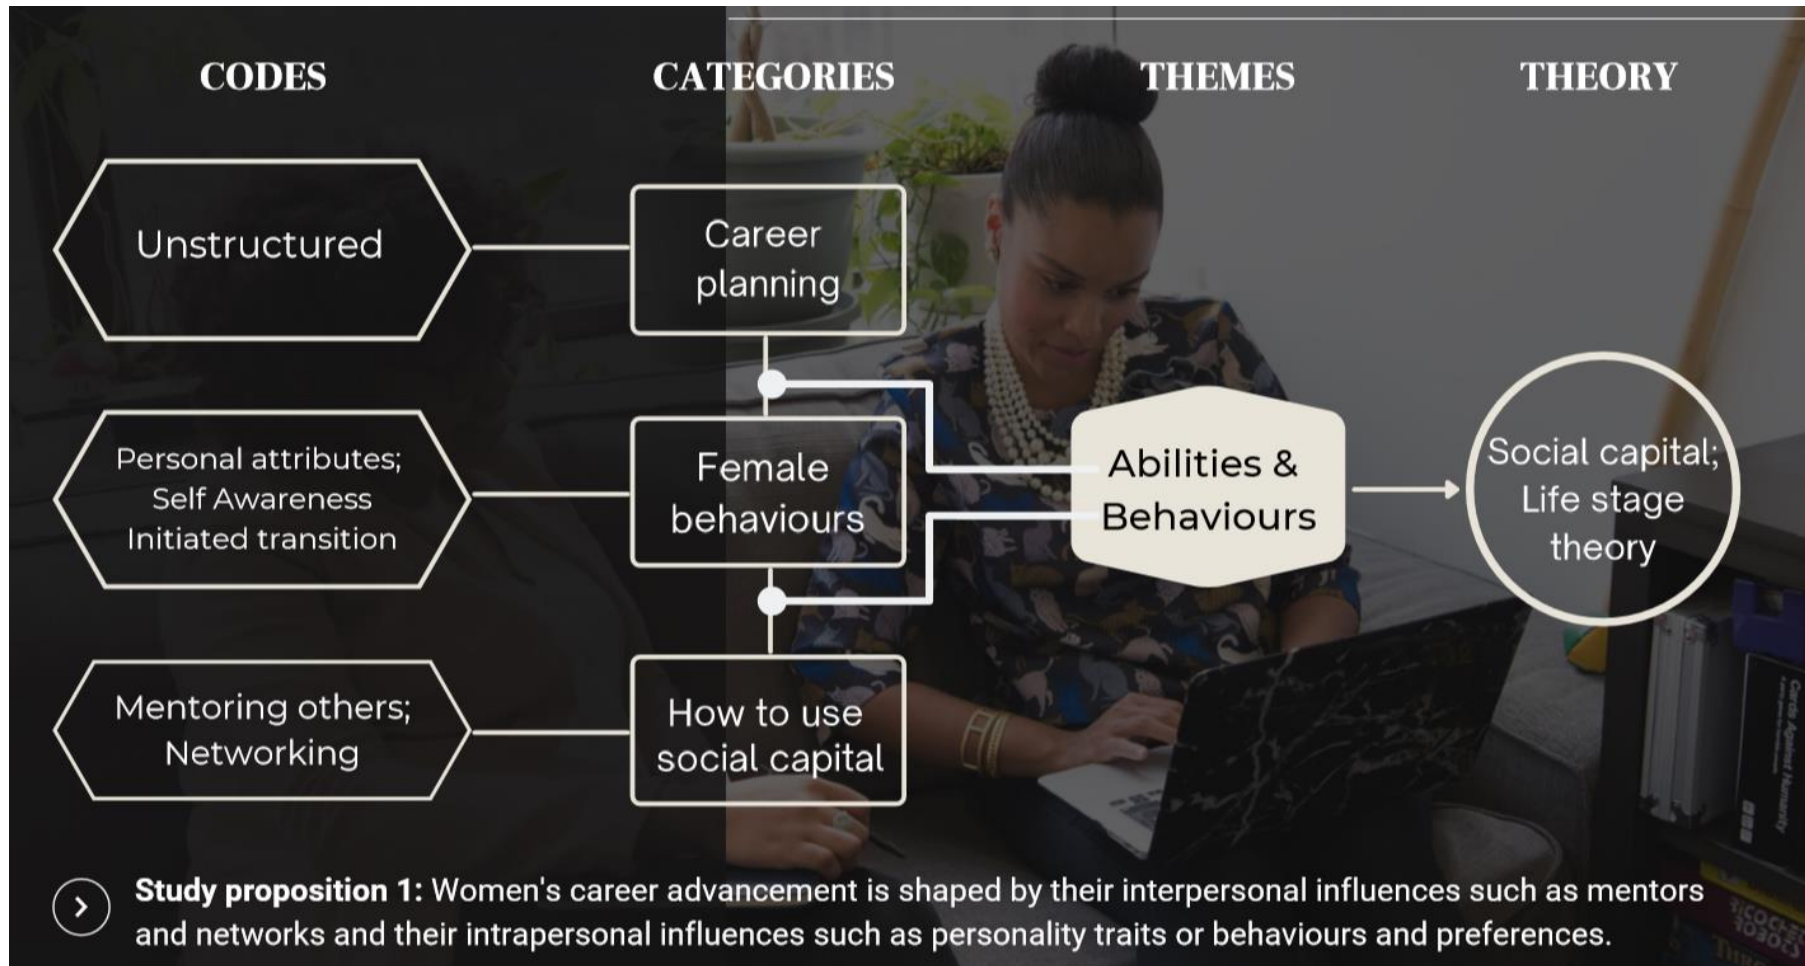 CODES CATEGORIES THEMES THEORY
Unstructured
Career
planning
Personal attributes;
Self Awareness
Initiated transition
Female
behaviours
Abilities &
Behaviours
Social capital;
Life stage
theory
Mentoring others;
Networking
How to use
social capital
Study proposition 1: Women's career advancement is shaped by their interpersonal influences such as mentors
and networks and their intrapersonal influences such as personality traits or behaviours and preferences.
Cards Against Humanity